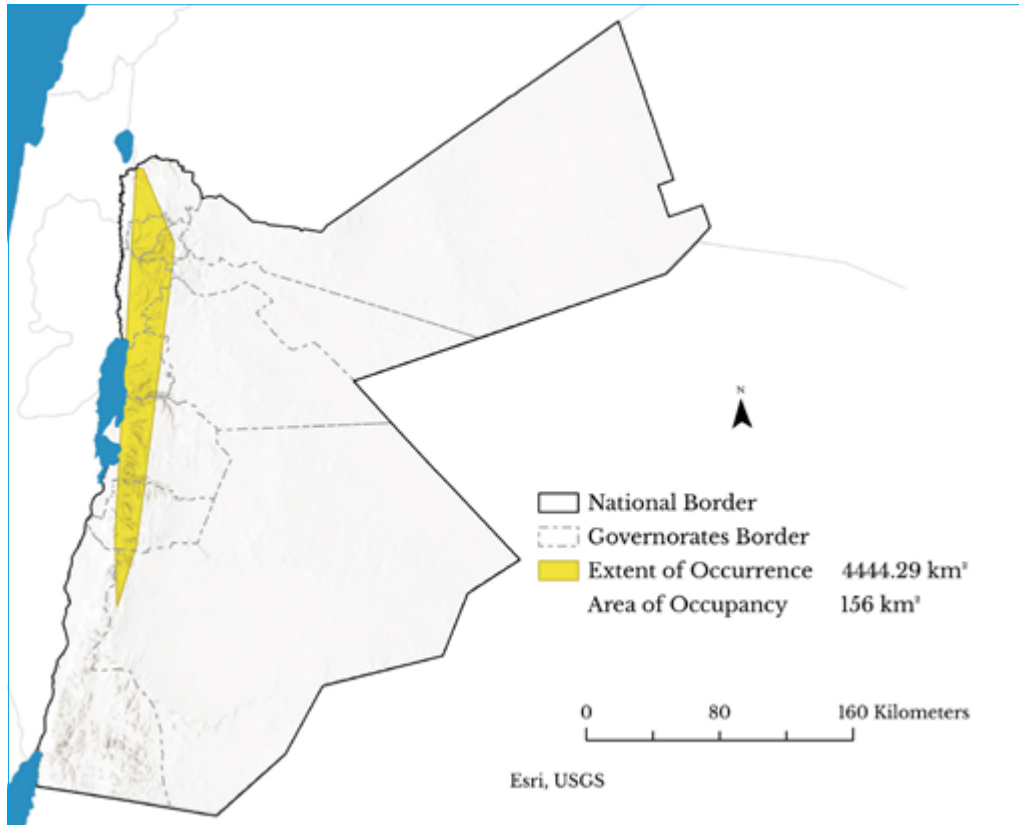 N
National Border
Governorates Border
Extent of Occurrence 4444.29 km²
Area of Occupancy 156 km²
0 80 160 Kilometers
Esri, USGS